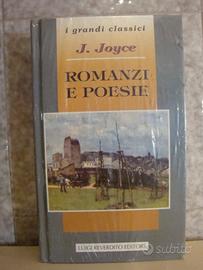 i grandi classici
J. Joyce
ROMANZI
E POESIE
LUIGI REVERDITO EDITORE
subito